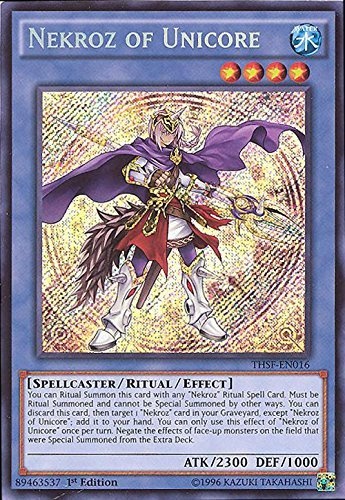 NEKROZ OF UNICORE
WATER
水
THSF-EN016
[SPELLCASTER/RITUAL/EFFECT]
You can Ritual Summon this card with any "Nekroz" Ritual Spell Card. Must be
Ritual Summoned and cannot be Special Summoned by other ways. You can
discard this card, then target 1 "Nekroz" card in your Graveyard, except "Nekroz
of Unicore"; add it to your hand. You can only use this effect of "Nekroz of
Unicore" once per turn. Negate the effects of face-up monsters on the field that
were Special Summoned from the Extra Deck.
ATK/2300 DEF/1000
89463537 1st Edition ©1996 KAZUKI TAKAHASHI